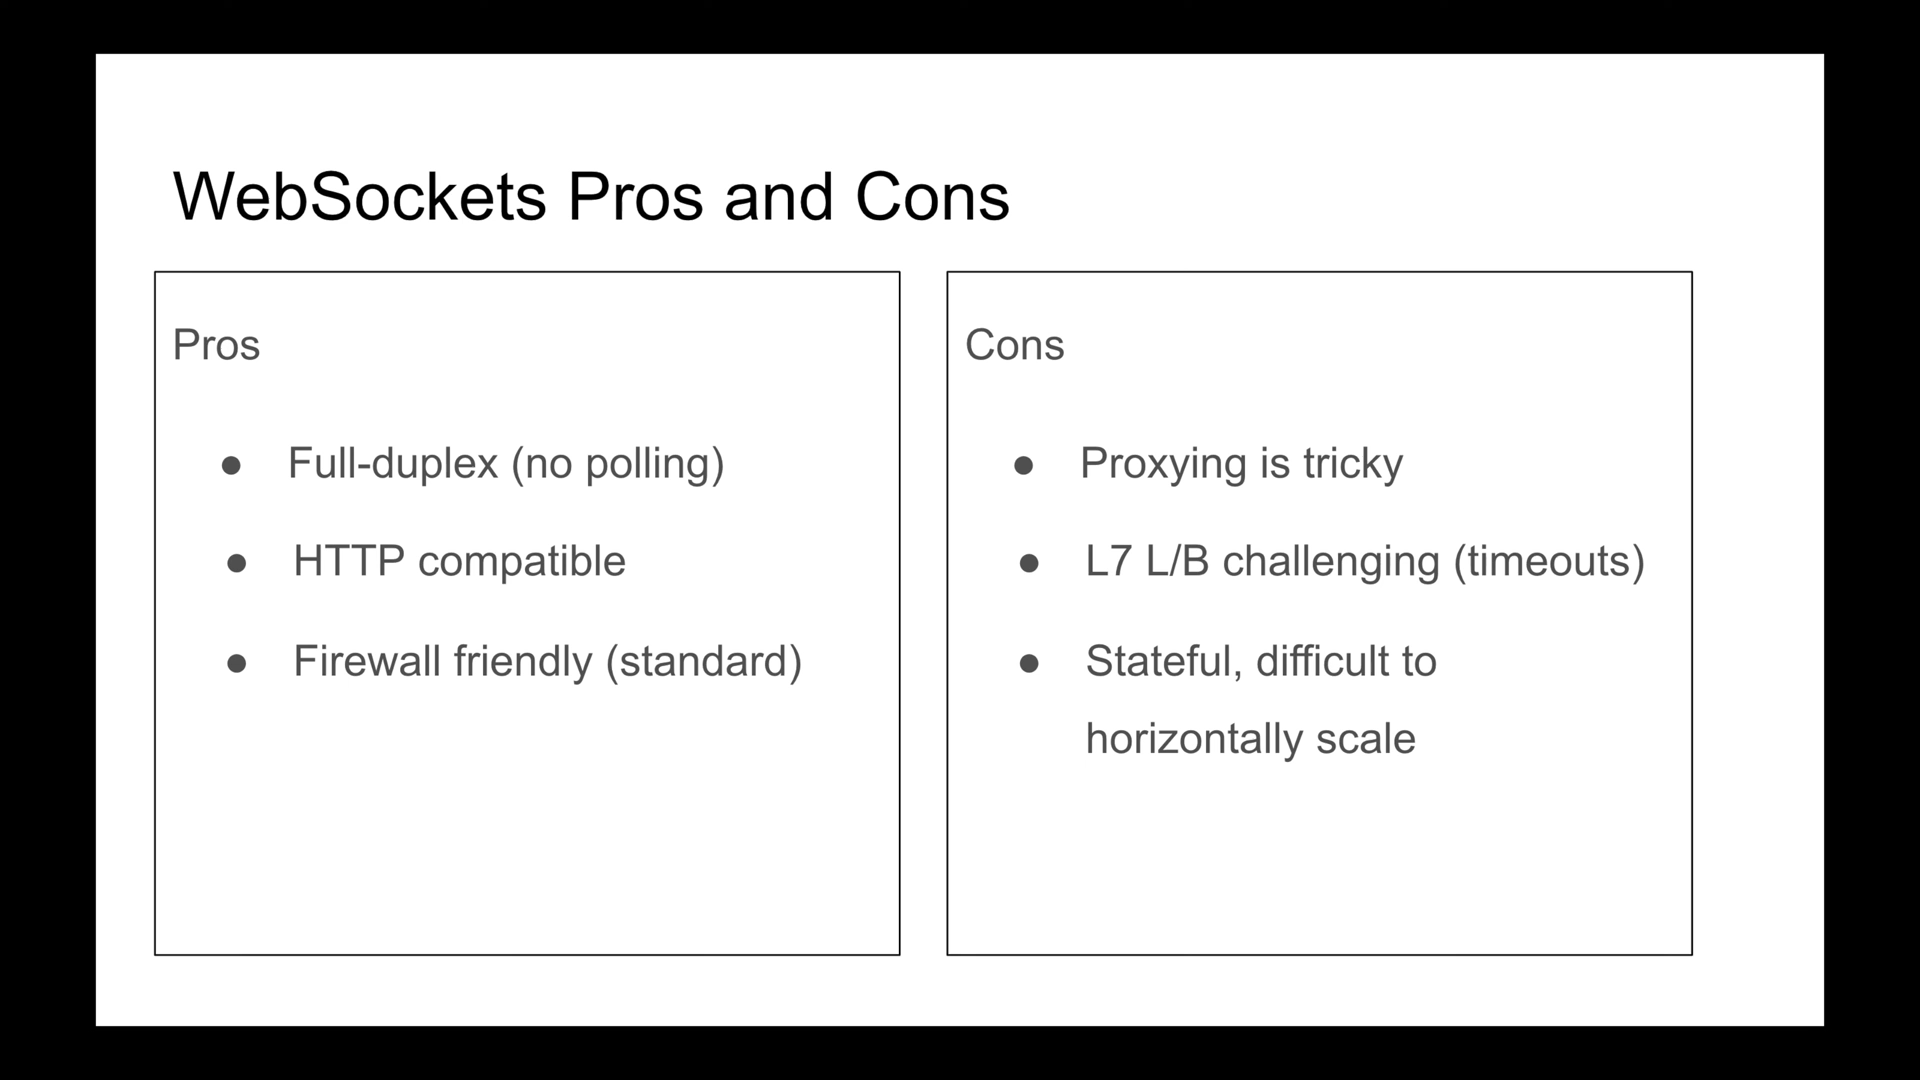 WebSockets Pros and Cons
Pros
● Full-duplex (no polling)
● HTTP compatible
● Firewall friendly (standard)
Cons
● Proxying is tricky
● L7 L/B challenging (timeouts)
● Stateful, difficult to
horizontally scale